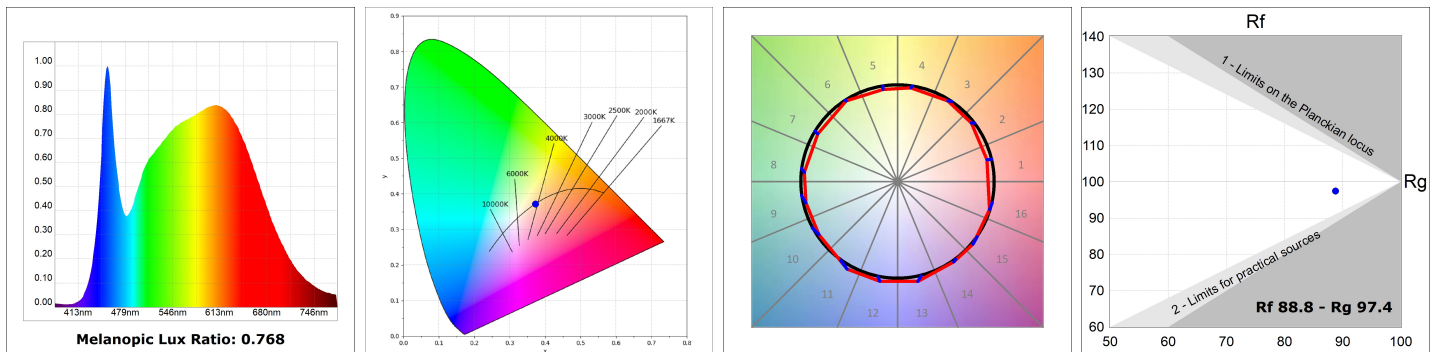 1.00
0.90
0.80
0.70
0.60
0.50
0.40
0.30
0.20
0.10
0.00
413nm 479nm 546nm 613nm 680nm 746nm
Melanopic Lux Ratio: 0.768
0.9
0.8
0.7
0.6
0.5
0.4
0.3
0.2
0.1
0.0
y
0.0 0.1 0.2 0.3 0.4 0.5 0.6 0.7 0.8
x
10000K
6000K
4000K
3000K
2500K
2000K
1667K
1
2
3
4
5
6
7
8
9
10
11
12
13
14
15
16
Rf
140
130
120
110
100
90
80
70
60
50 60 70 80 90 100
Rg
1 - Limits on the Planckian locus
2 - Limits for practical sources
Rf 88.8 - Rg 97.4